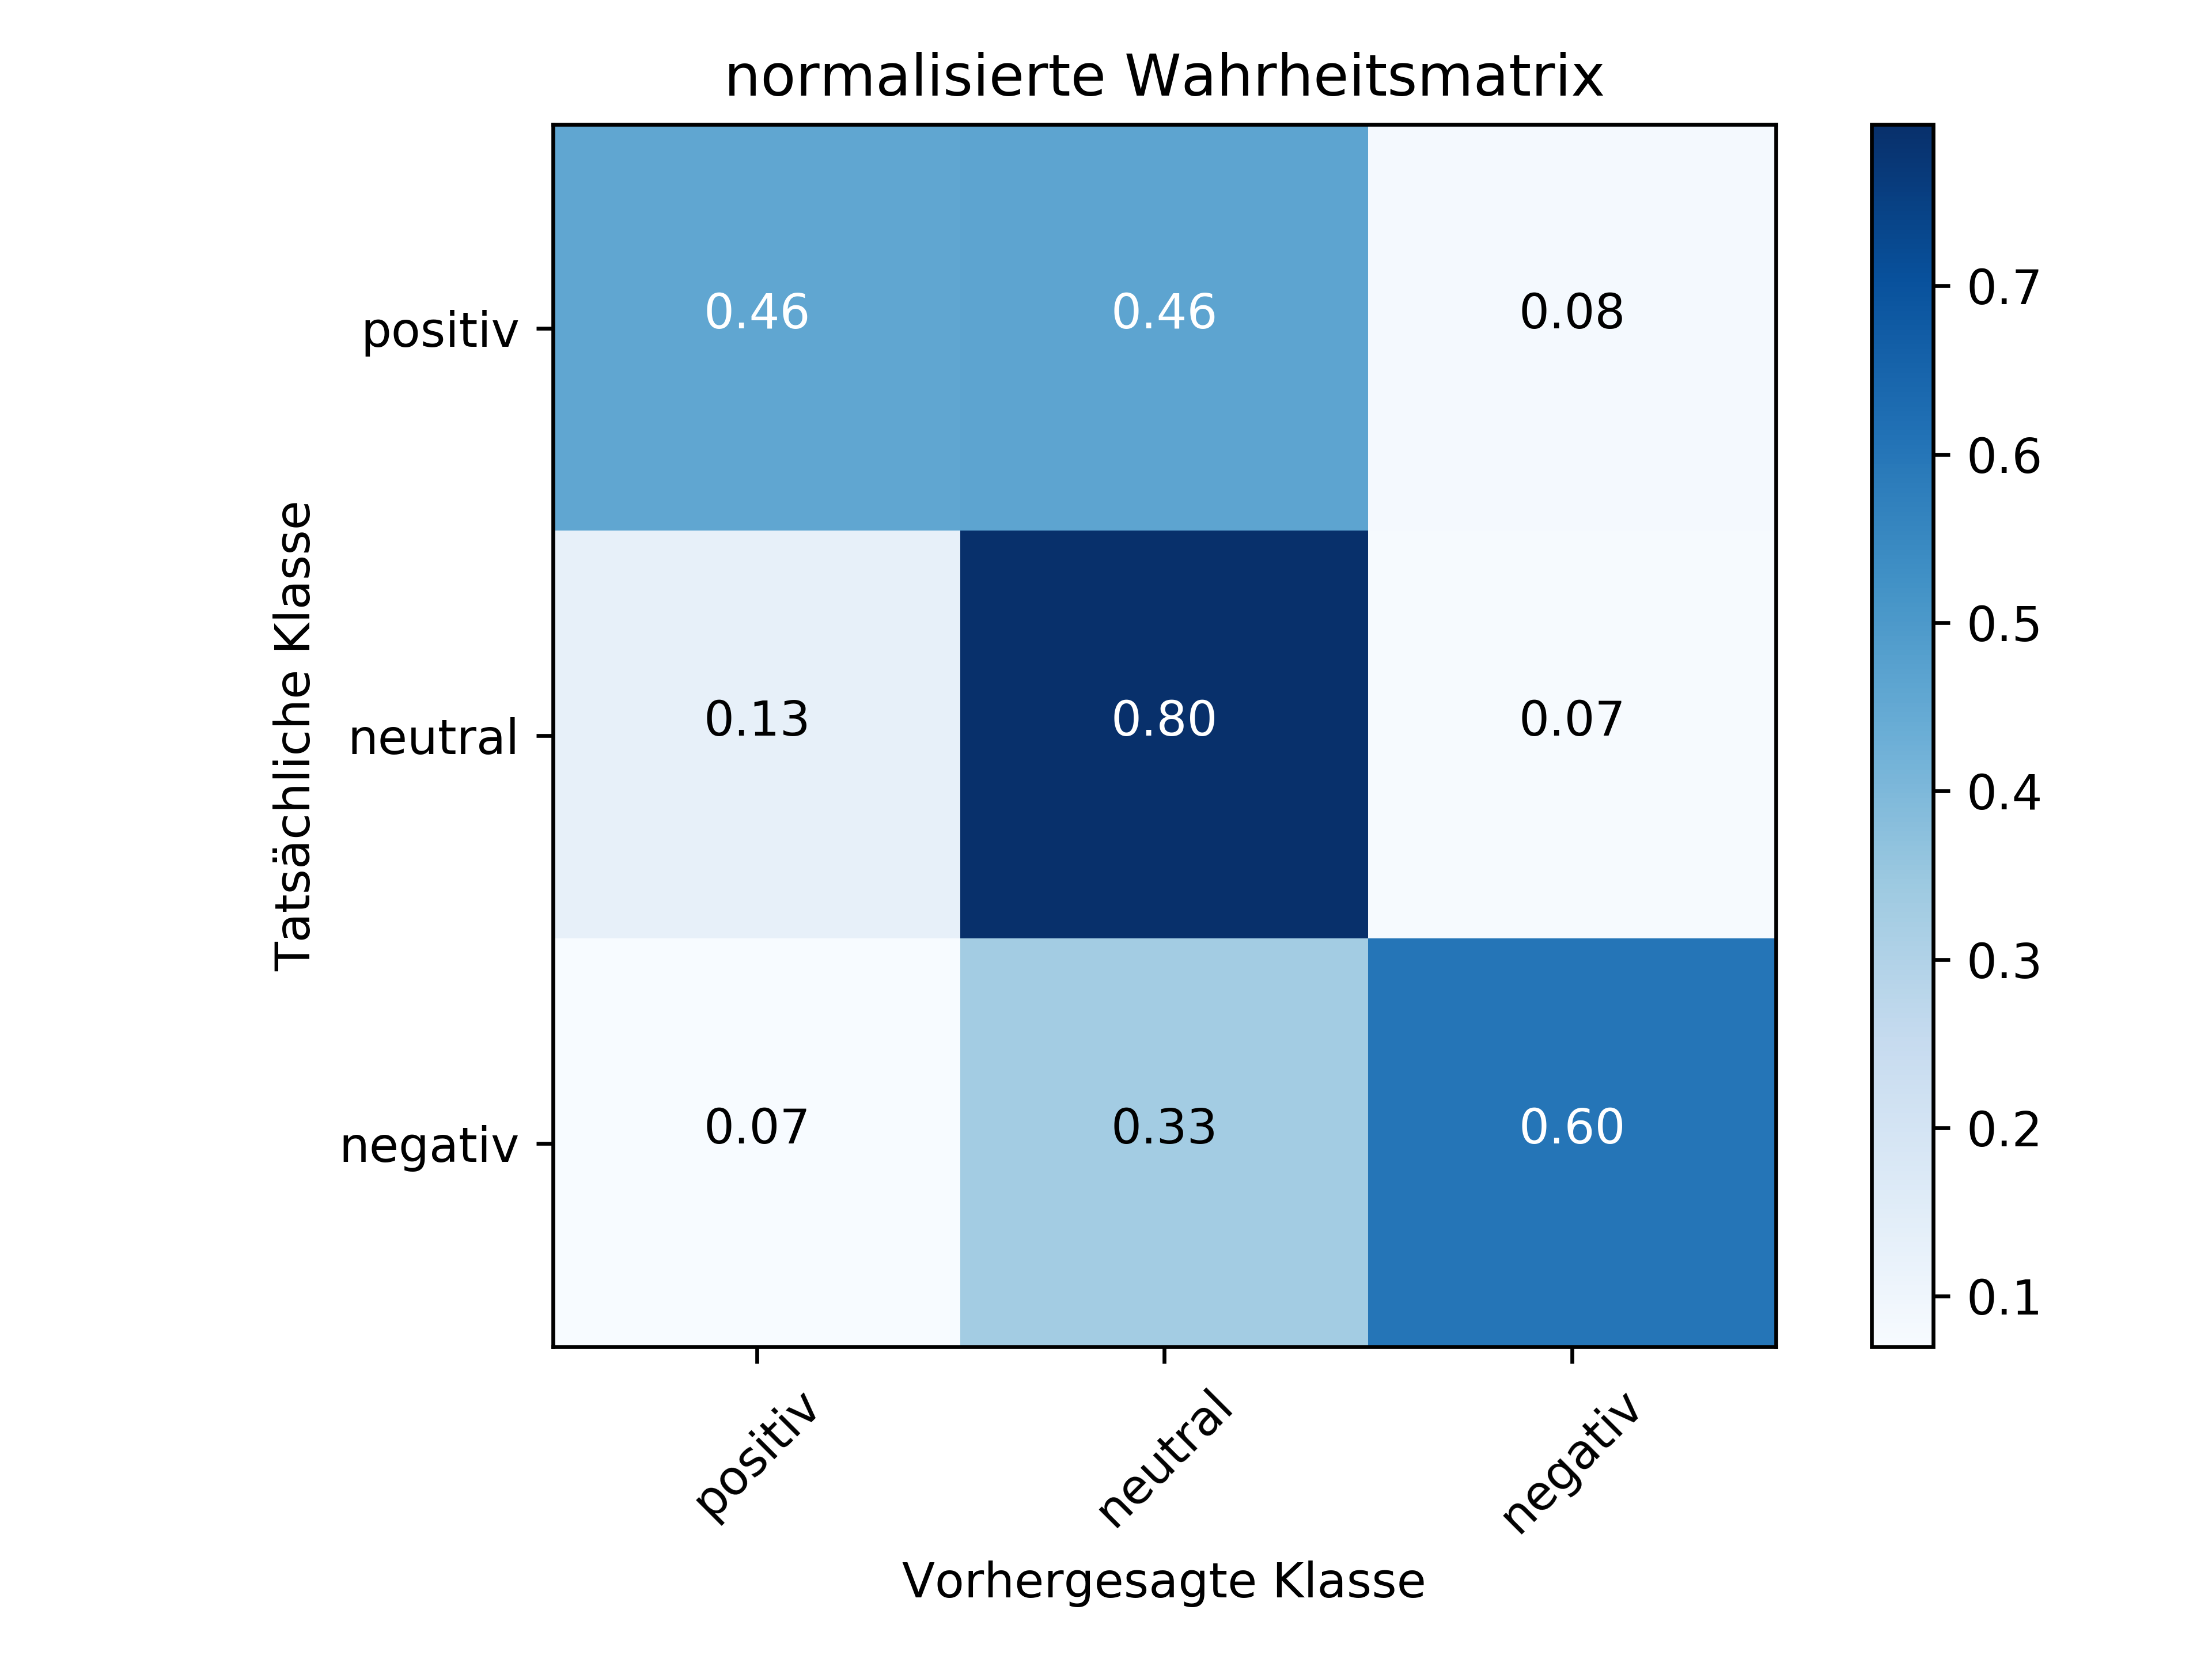 normalisierte Wahrheitsmatrix
Tatsächliche Klasse
positiv
0.46 0.46 0.08
neutral
0.13 0.80 0.07
negativ
0.07 0.33 0.60
positiv neutral negativ
Vorhergesagte Klasse
0.7
0.6
0.5
0.4
0.3
0.2
0.1